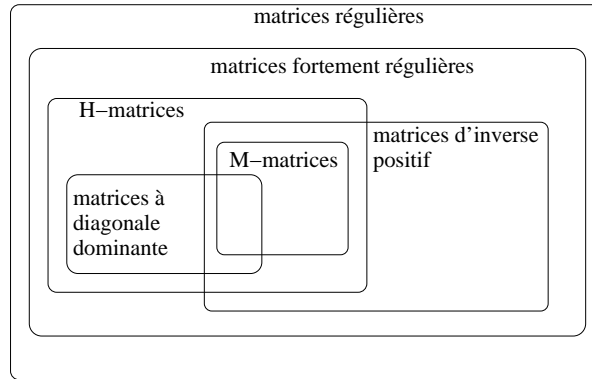 matrices régulières
matrices fortement régulières
H−matrices
matrices d’inverse
positif
M−matrices
matrices à
diagonale
dominante